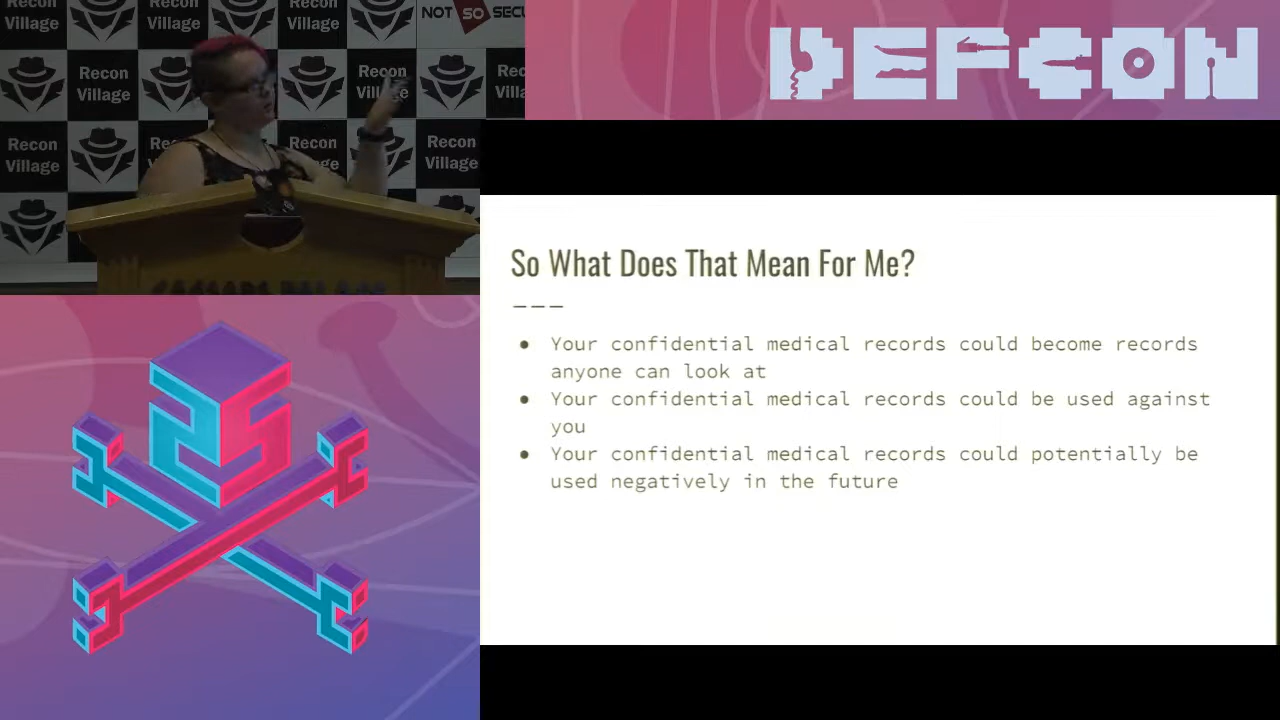 Recon
Village
Recon
Village
Recon
Village
NOT SO SECU
Recon
Village
Recon
Village
Rec
Village
Recon
Village
Recon
Village
DEFCON
So What Does That Mean For Me?
---
● Your confidential medical records could become records
anyone can look at
● Your confidential medical records could be used against
you
● Your confidential medical records could potentially be
used negatively in the future